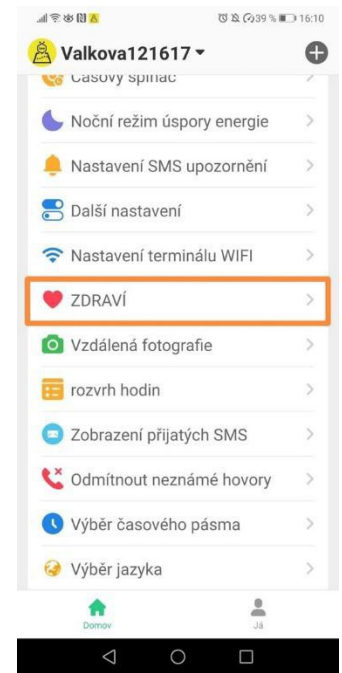 39 % 16:10
Valkova121617
Časový spínač
Noční režim úspory energie
Nastavení SMS upozornění
Další nastavení
Nastavení terminálu WIFI
ZDRAVÍ
Vzdálená fotografie
rozvrh hodin
Zobrazení přijatých SMS
Odmítnout neznámé hovory
Výběr časového pásma
Výběr jazyka
Domov
Já